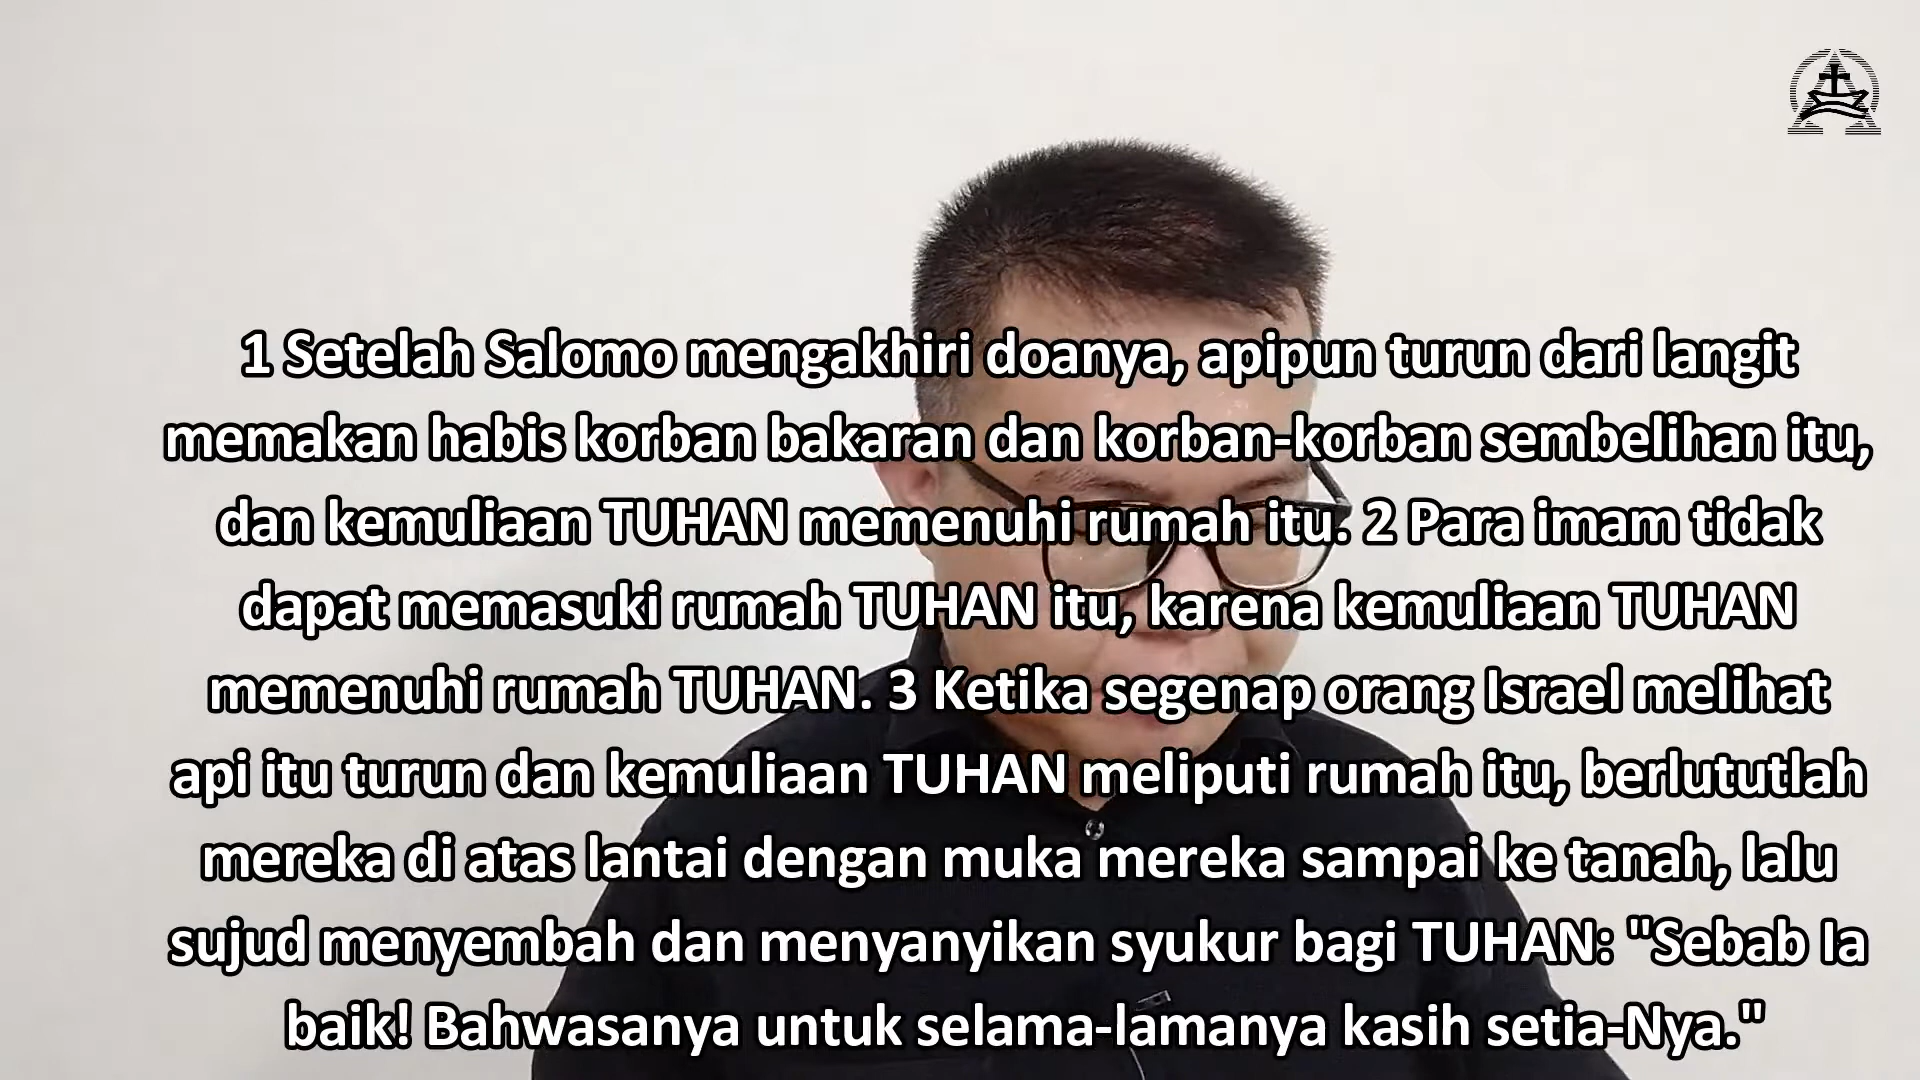 1 Setelah Salomo mengakhiri doanya, apipun turun dari langit
memakan habis korban bakaran dan korban-korban sembelihan itu,
dan kemuliaan TUHAN memenuhi rumah itu. 2 Para imam tidak
dapat memasuki rumah TUHAN itu, karena kemuliaan TUHAN
memenuhi rumah TUHAN. 3 Ketika segenap orang Israel melihat
api itu turun dan kemuliaan TUHAN meliputi rumah itu, berlututlah
mereka di atas lantai dengan muka mereka sampai ke tanah, lalu
sujud menyembah dan menyanyikan syukur bagi TUHAN: "Sebab Ia
baik! Bahwasanya untuk selama-lamanya kasih setia-Nya."